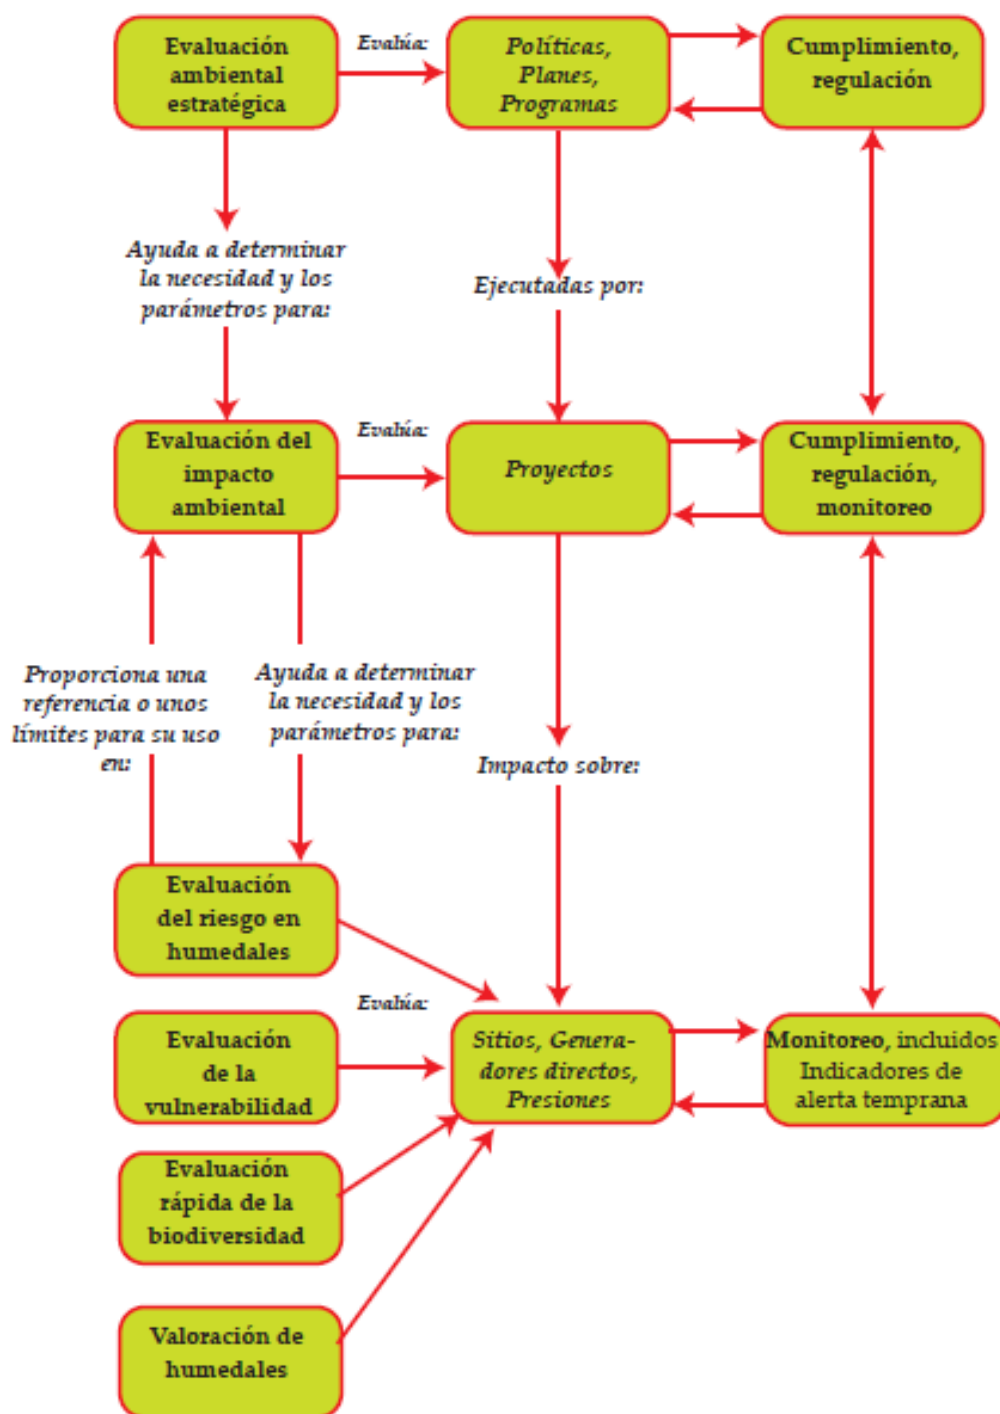 Evaluación
ambiental
estratégica
Evalúa:
Políticas,
Planes,
Programas
Cumplimiento,
regulación
Ayuda a determinar
la necesidad y los
parámetros para:
Ejecutadas por:
Evaluación del
impacto
ambiental
Evalúa:
Proyectos
Cumplimiento,
regulación,
monitoreo
Proporciona una
referencia o unos
límites para su uso
en:
Ayuda a determinar
la necesidad y los
parámetros para:
Impacto sobre:
Evaluación
del riesgo en
humedales
Evalúa:
Evaluación
de la
vulnerabilidad
Sitios, Genera-
dores directos,
Presiones
Monitoreo, incluidos
Indicadores de
alerta temprana
Evaluación
rápida de la
biodiversidad
Valoración de
humedales